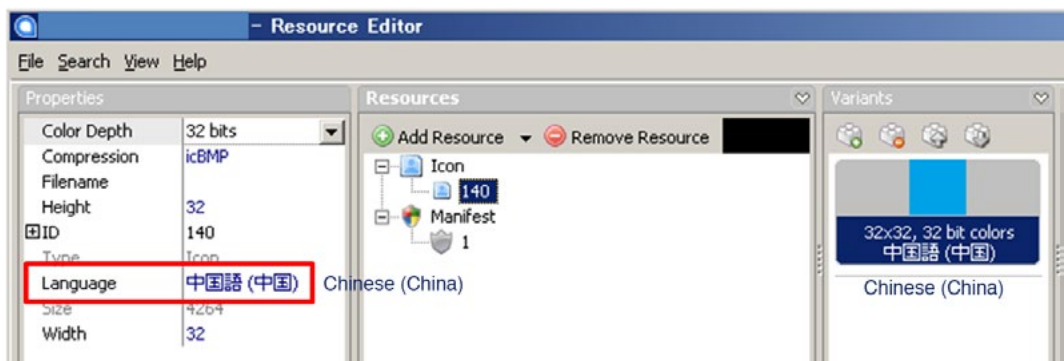 – Resource Editor
File Search View Help
Properties
Color Depth 32 bits
Compression icBMP
Filename
Height 32
ID 140
Type Icon
Language 中国語 (中国) Chinese (China)
Size 4264
Width 32
Resources
Add Resource Remove Resource
Icon
140
Manifest
1
Variants
32x32, 32 bit colors
中国語 (中国)
Chinese (China)